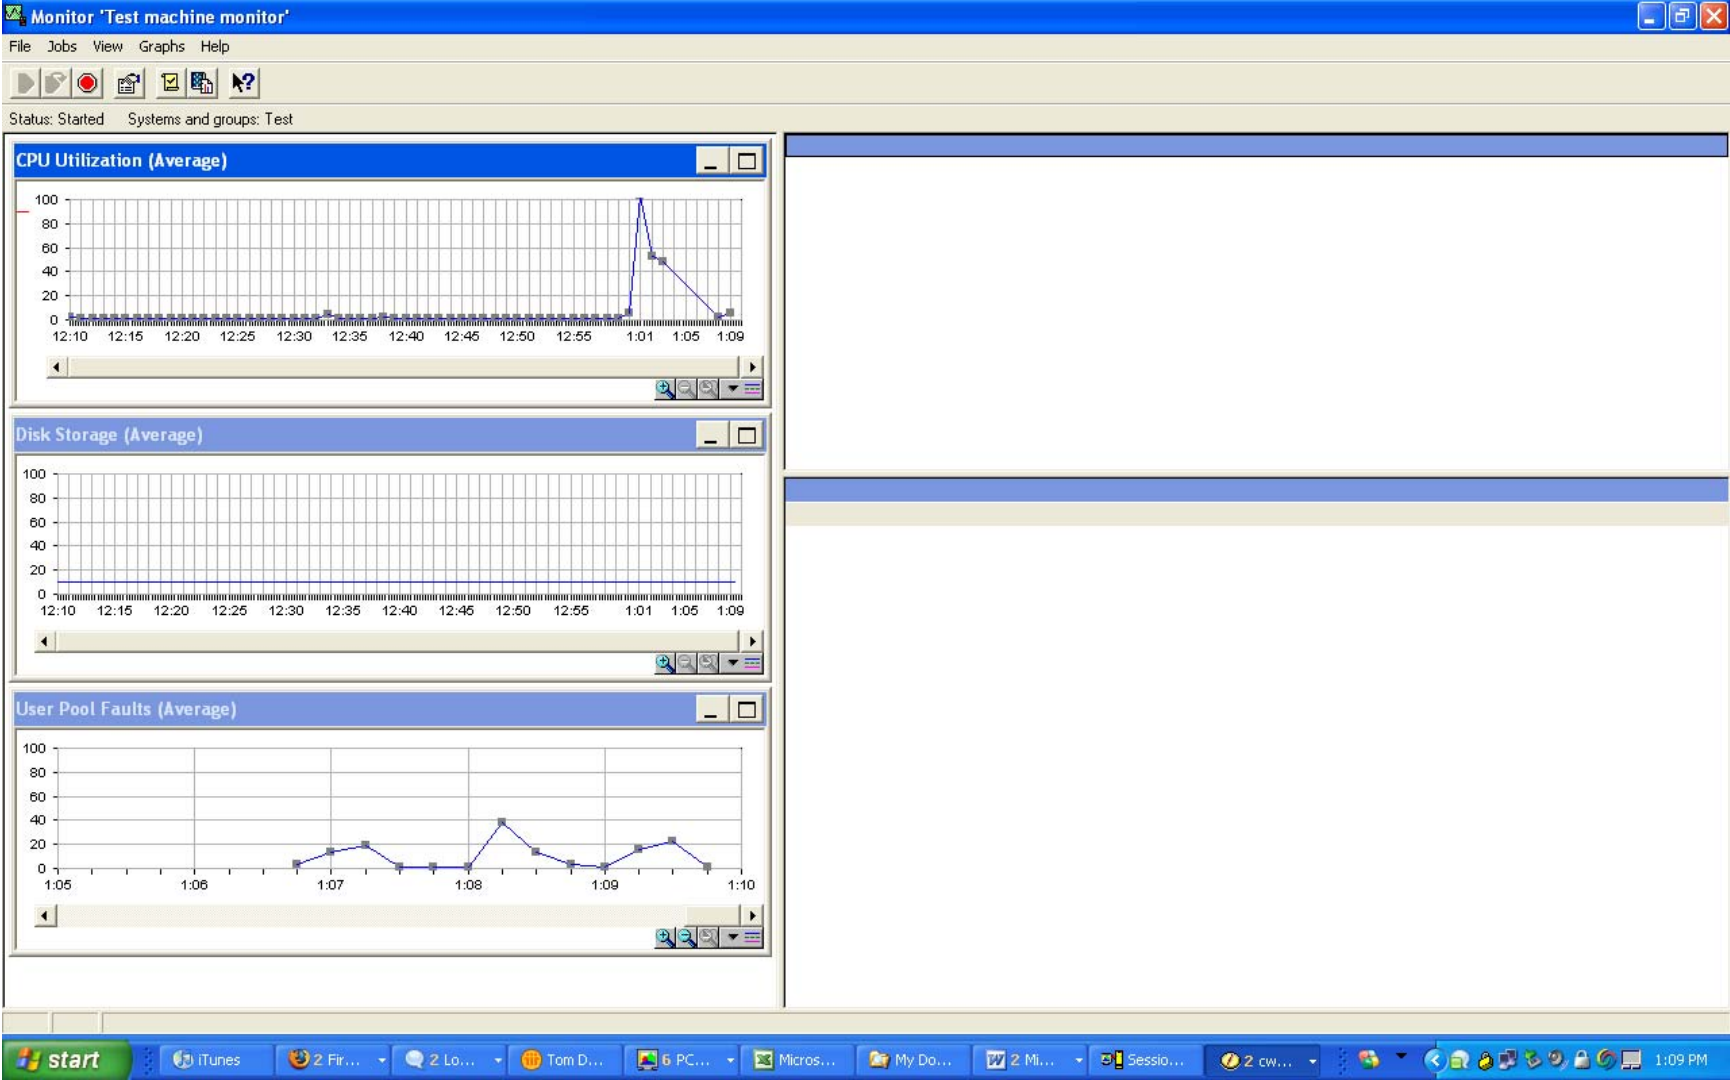 Monitor 'Test machine monitor'
File Jobs View Graphs Help
Status: Started Systems and groups: Test
CPU Utilization (Average)
100
80
60
40
20
0
12:10 12:15 12:20 12:25 12:30 12:35 12:40 12:45 12:50 12:55 1:01 1:05 1:09
Disk Storage (Average)
100
80
60
40
20
0
12:10 12:15 12:20 12:25 12:30 12:35 12:40 12:45 12:50 12:55 1:01 1:05 1:09
User Pool Faults (Average)
100
80
60
40
20
0
1:05 1:06 1:07 1:08 1:09 1:10
start iTunes 2 Fir... 2 Lo... Tom D... 6 PC... Micros... My Do... 2 Mi... Sessio... 2 cw... 1:09 PM